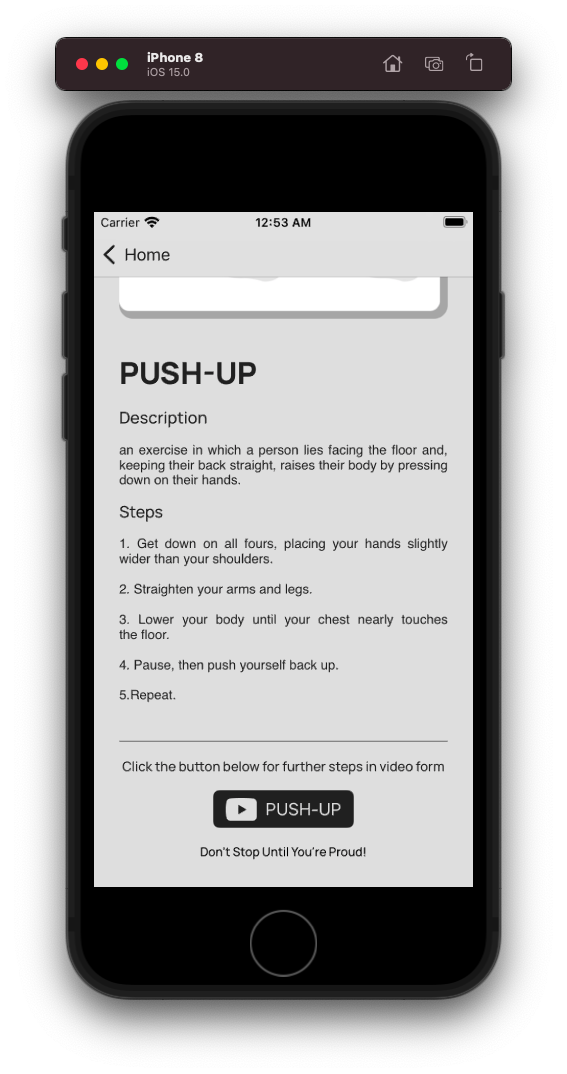 iPhone 8
iOS 15.0
Carrier
12:53 AM
Home
PUSH-UP
Description
an exercise in which a person lies facing the floor and,
keeping their back straight, raises their body by pressing
down on their hands.
Steps
1. Get down on all fours, placing your hands slightly
wider than your shoulders.
2. Straighten your arms and legs.
3. Lower your body until your chest nearly touches
the floor.
4. Pause, then push yourself back up.
5.Repeat.
Click the button below for further steps in video form
PUSH-UP
Don't Stop Until You're Proud!